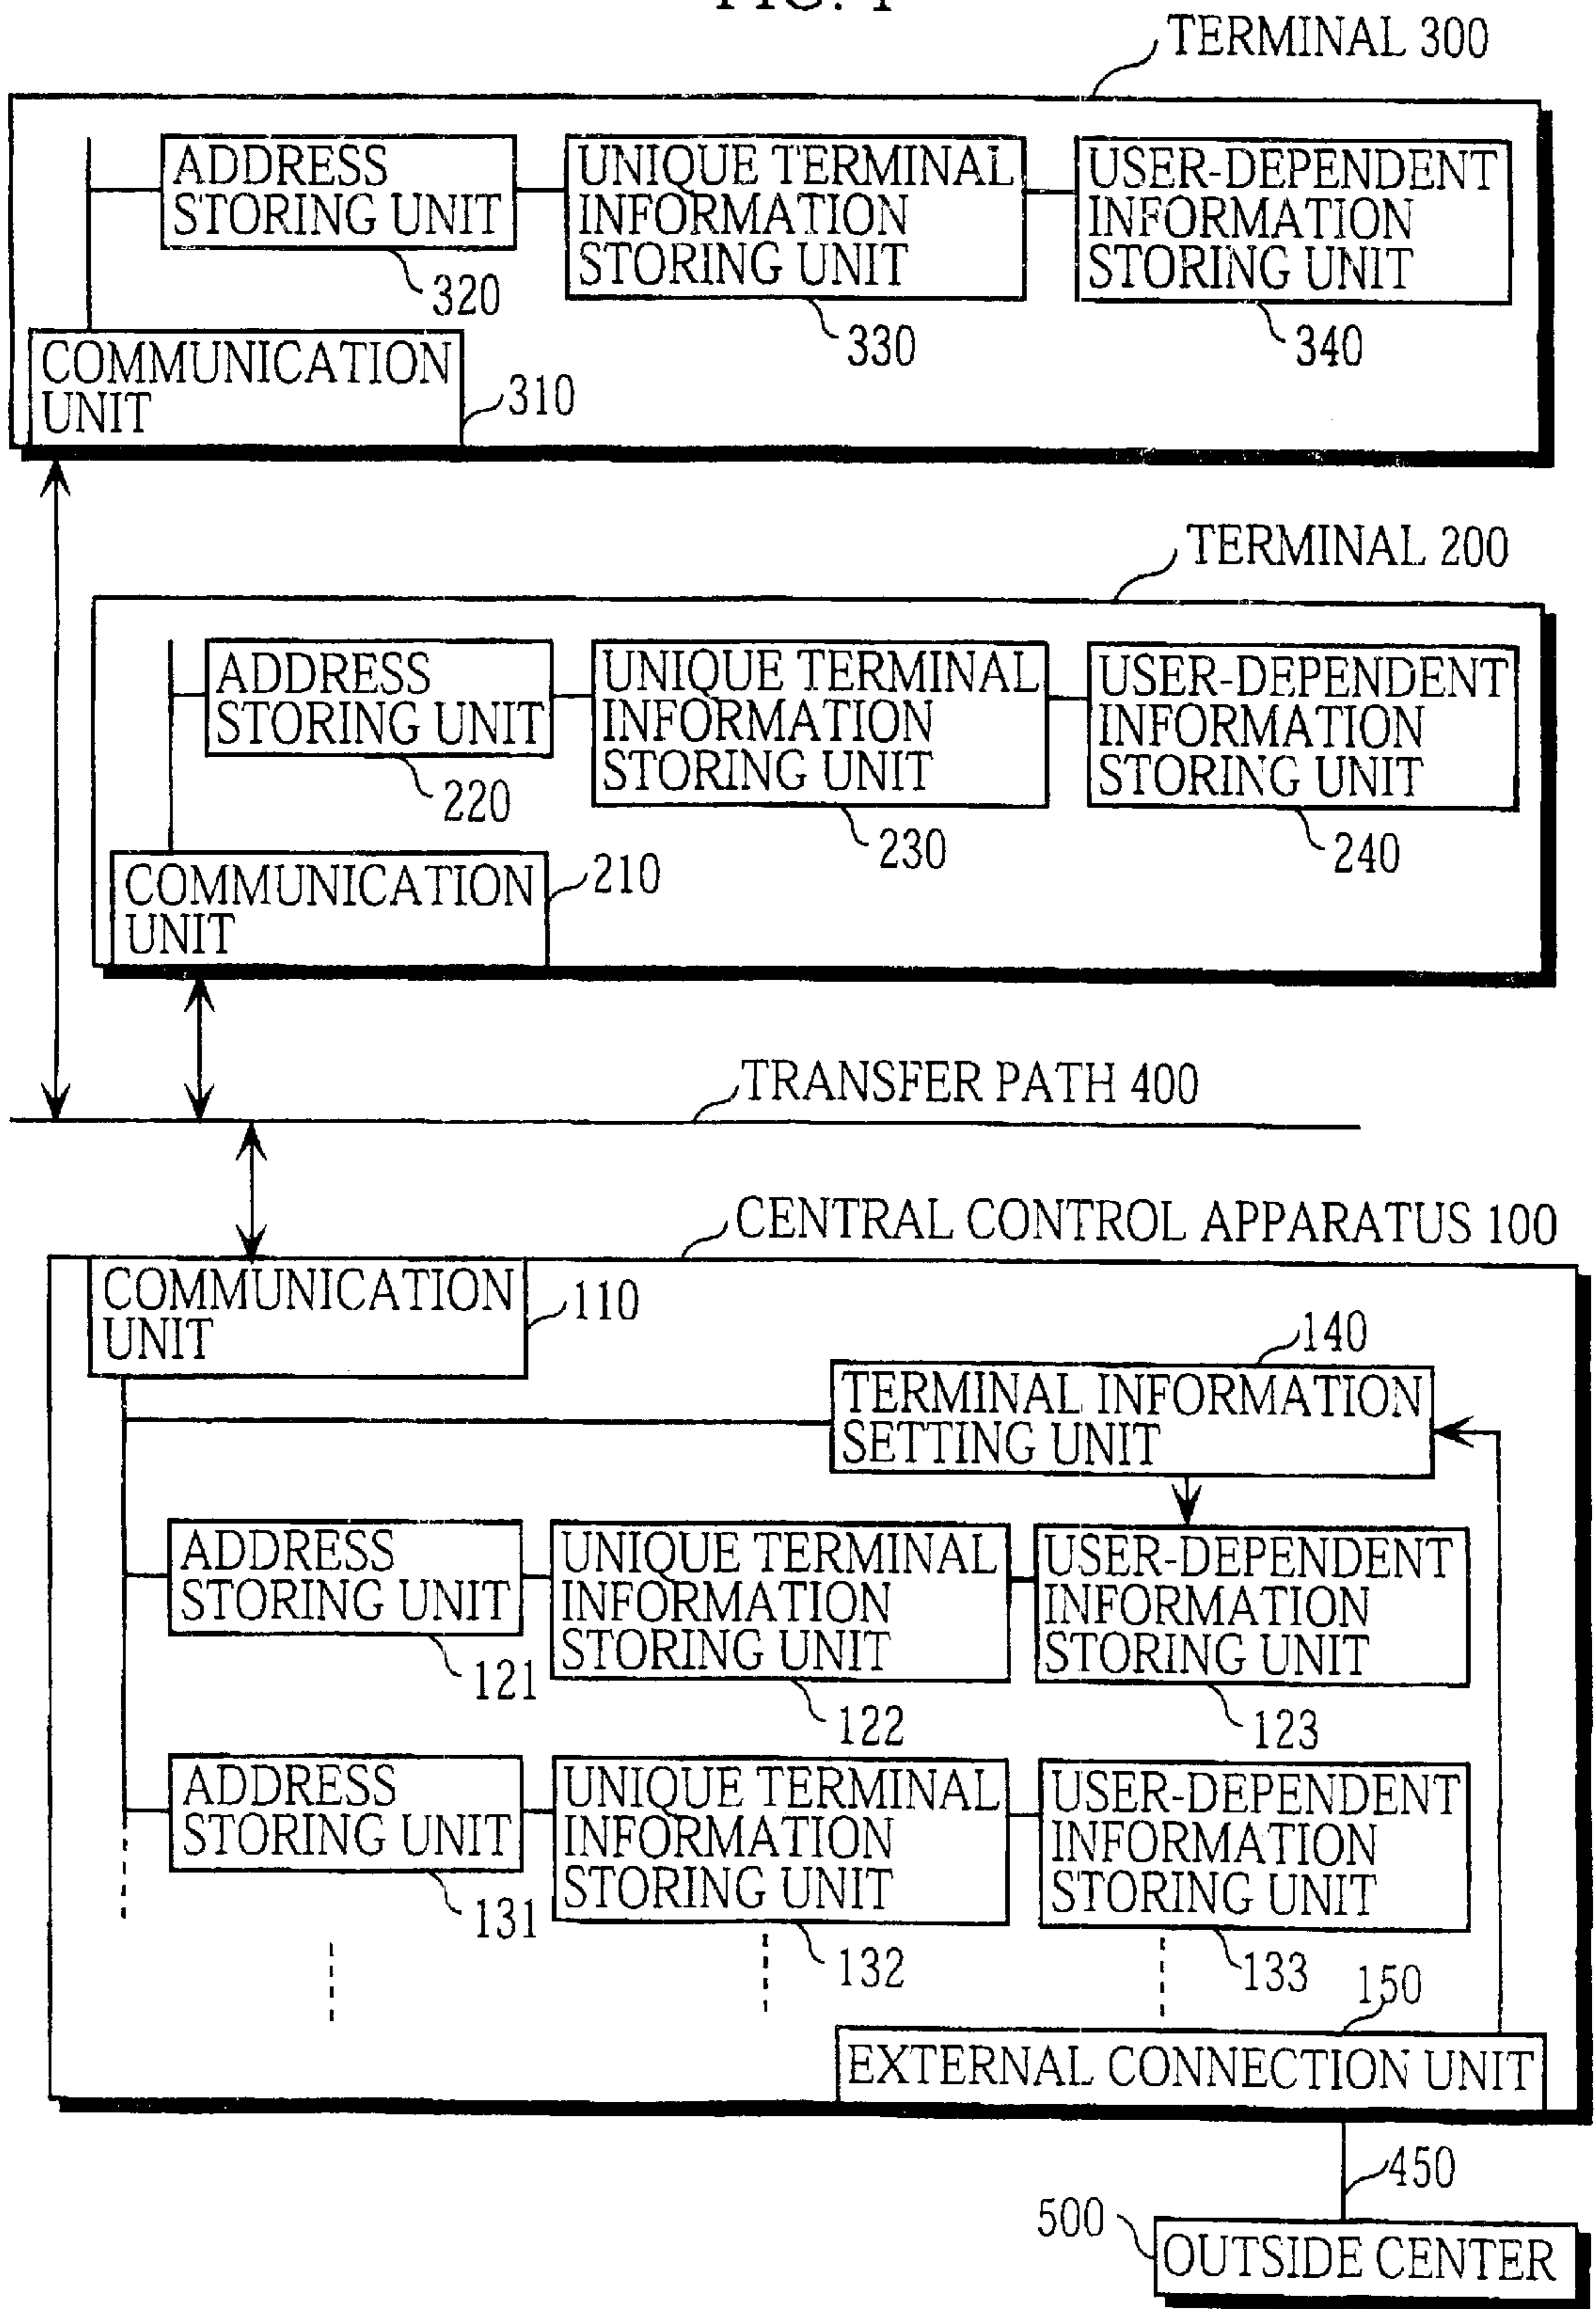 FIG. 1
TERMINAL 300
ADDRESS
STORING UNIT
320
UNIQUE TERMINAL
INFORMATION
STORING UNIT
330
USER-DEPENDENT
INFORMATION
STORING UNIT
340
COMMUNICATION
UNIT
310
TERMINAL 200
ADDRESS
STORING UNIT
220
UNIQUE TERMINAL
INFORMATION
STORING UNIT
230
USER-DEPENDENT
INFORMATION
STORING UNIT
240
COMMUNICATION
UNIT
210
TRANSFER PATH 400
CENTRAL CONTROL APPARATUS 100
COMMUNICATION
UNIT
110
140
TERMINAL INFORMATION
SETTING UNIT
ADDRESS
STORING UNIT
121
UNIQUE TERMINAL
INFORMATION
STORING UNIT
122
USER-DEPENDENT
INFORMATION
STORING UNIT
123
ADDRESS
STORING UNIT
131
UNIQUE TERMINAL
INFORMATION
STORING UNIT
132
USER-DEPENDENT
INFORMATION
STORING UNIT
133
150
EXTERNAL CONNECTION UNIT
450
500
OUTSIDE CENTER